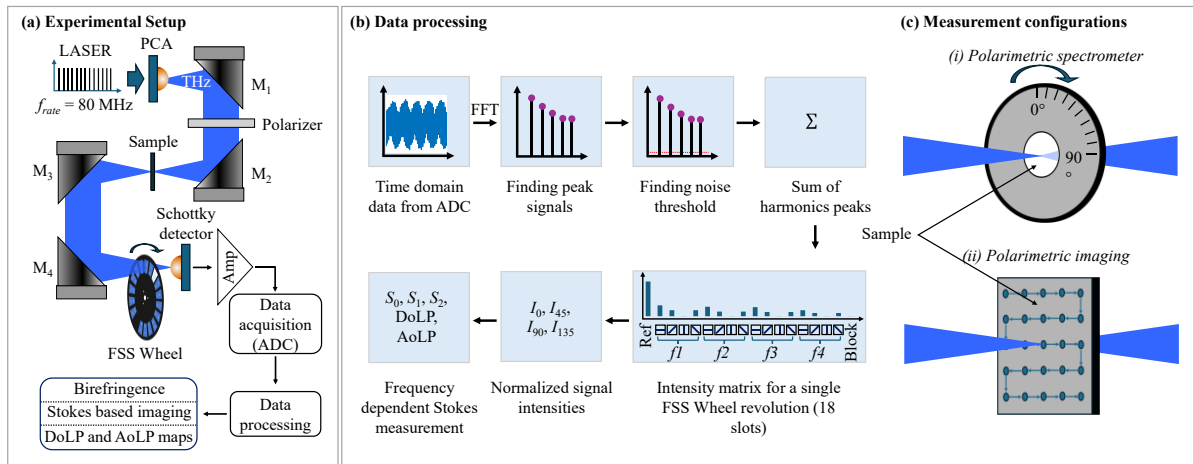 (a) Experimental Setup
LASER
PCA
THz
M1
f_rate = 80 MHz
Polarizer
Sample
M3
M2
Schottky
detector
M4
Amp
FSS Wheel
Data
acquisition
(ADC)
Birefringence
Stokes based imaging
DoLP and AoLP maps
Data
processing
(b) Data processing
FFT
Σ
Time domain
data from ADC
Finding peak
signals
Finding noise
threshold
Sum of
harmonics peaks
S0, S1, S2,
DoLP,
AoLP
I0, I45,
I90, I135
Ref
f1
f2
f3
f4
Block
Frequency
dependent Stokes
measurement
Normalized signal
intensities
Intensity matrix for a single
FSS Wheel revolution (18
slots)
(c) Measurement configurations
(i) Polarimetric spectrometer
0°
90
°
Sample
(ii) Polarimetric imaging